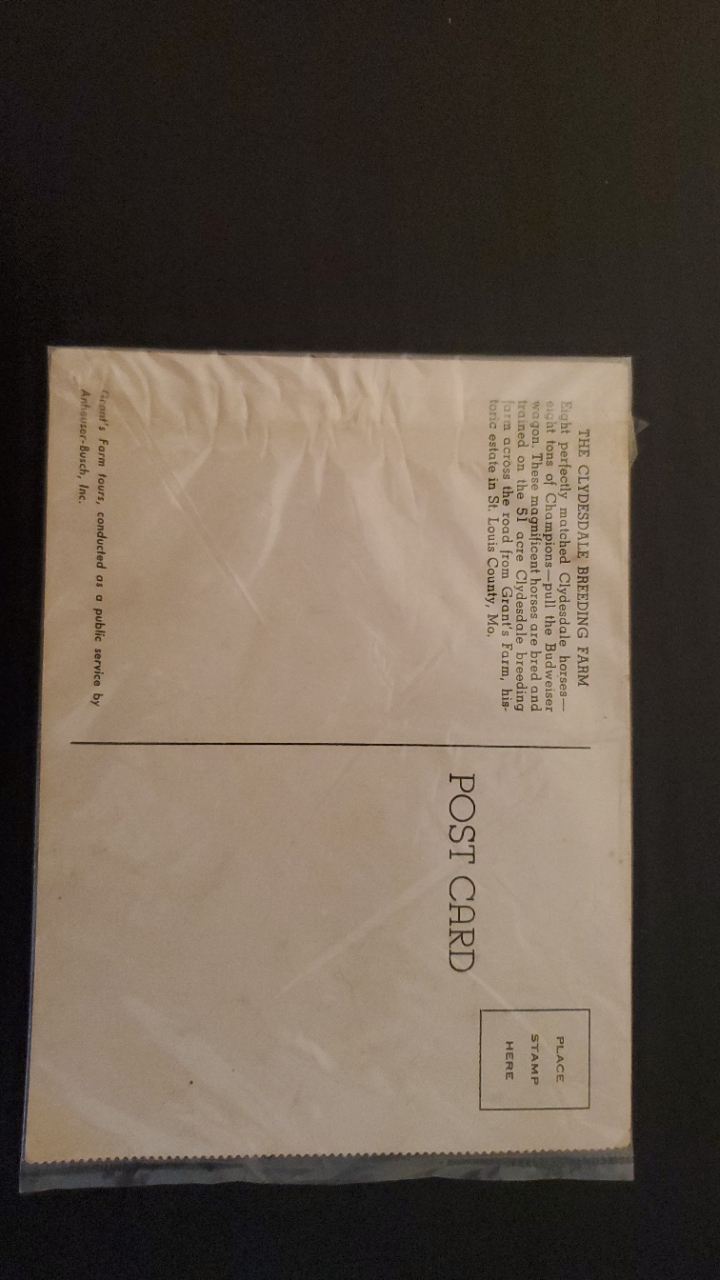 THE CLYDESDALE BREEDING FARM
Eight perfectly matched Clydesdale horses—
eight tons of Champions—pull the Budweiser
wagon. These magnificent horses are bred and
trained on the 51 acre Clydesdale breeding
farm across the road from Grant's Farm, his-
toric estate in St. Louis County, Mo.
Grant's Farm tours, conducted as a public service by
Anheuser-Busch, Inc.
POST CARD
PLACE
STAMP
HERE